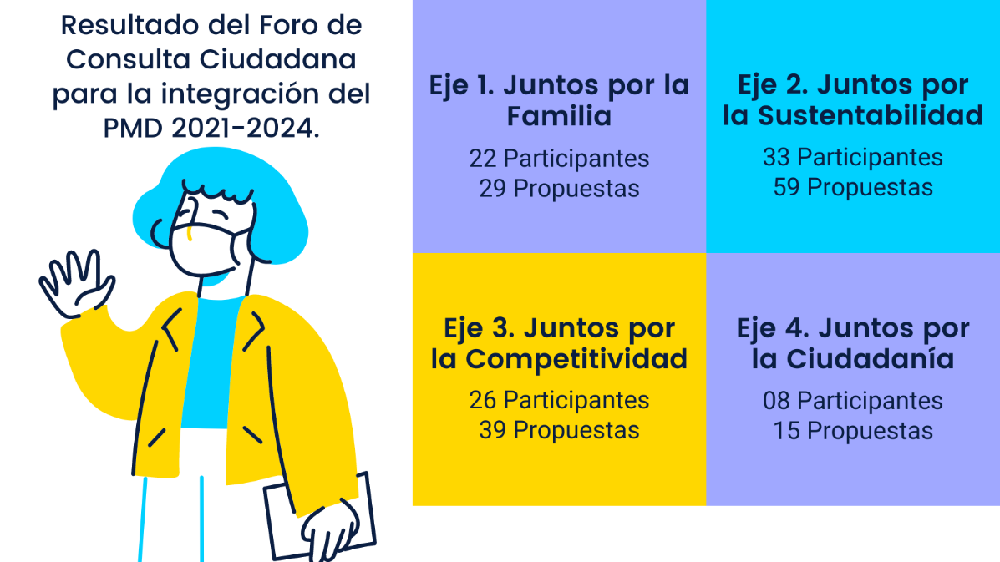 Resultado del Foro de
Consulta Ciudadana
para la integración del
PMD 2021-2024.
Eje 1. Juntos por la
Familia
22 Participantes
29 Propuestas
Eje 2. Juntos por
la Sustentabilidad
33 Participantes
59 Propuestas
Eje 3. Juntos por
la Competitividad
26 Participantes
39 Propuestas
Eje 4. Juntos por
la Ciudadanía
08 Participantes
15 Propuestas